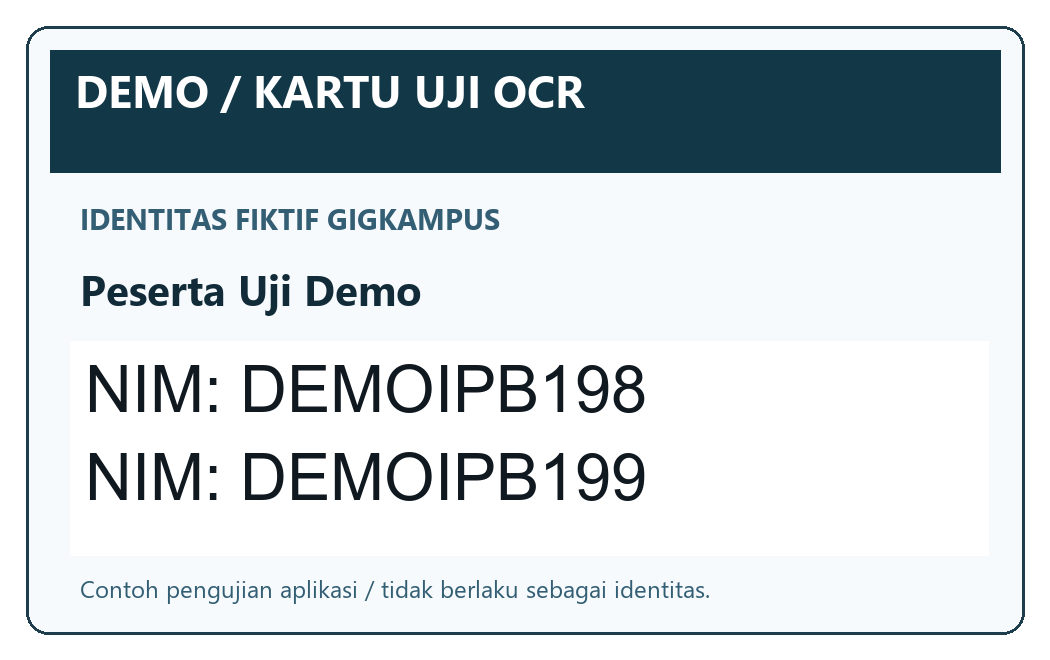 DEMO / KARTU UJI OCR
IDENTITAS FIKTIF GIGKAMPUS
Peserta Uji Demo
NIM: DEMOIPB198
NIM: DEMOIPB199
Contoh pengujian aplikasi / tidak berlaku sebagai identitas.